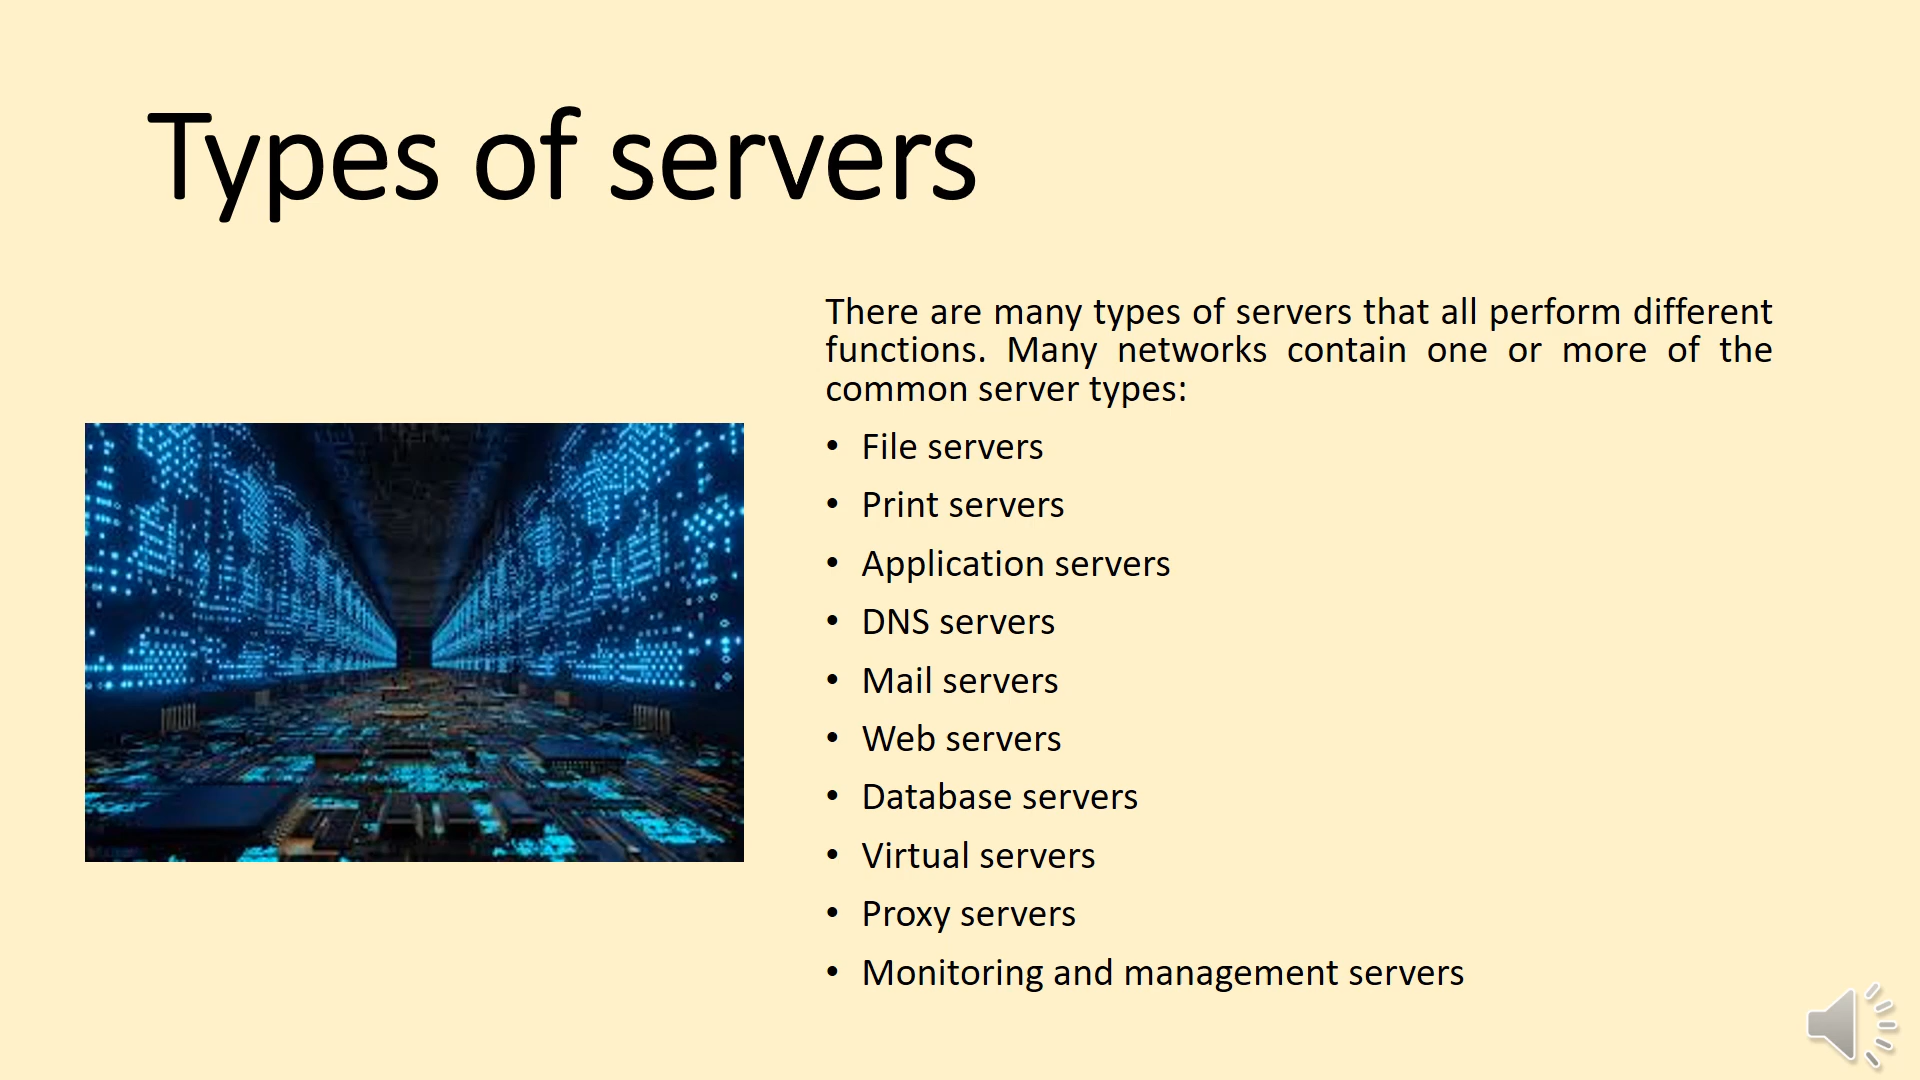 Types of servers
There are many types of servers that all perform different
functions. Many networks contain one or more of the
common server types:
• File servers
• Print servers
• Application servers
• DNS servers
• Mail servers
• Web servers
• Database servers
• Virtual servers
• Proxy servers
• Monitoring and management servers